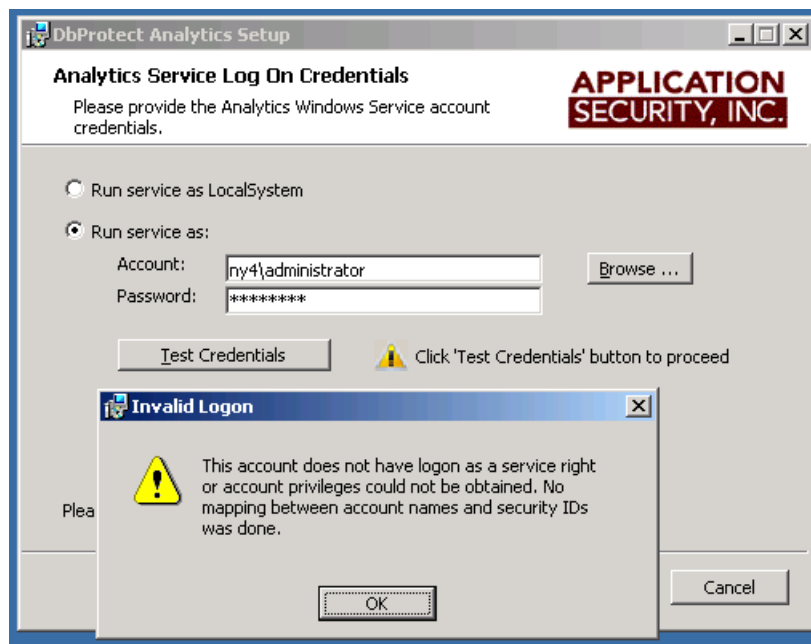 DbProtect Analytics Setup
Analytics Service Log On Credentials
Please provide the Analytics Windows Service account
credentials.
APPLICATION
SECURITY, INC.
Run service as LocalSystem
Run service as:
Account:
ny4\administrator
Browse ...
Password:
********
Test Credentials
Click 'Test Credentials' button to proceed
Invalid Logon
This account does not have logon as a service right
or account privileges could not be obtained. No
mapping between account names and security IDs
was done.
Plea
OK
Cancel